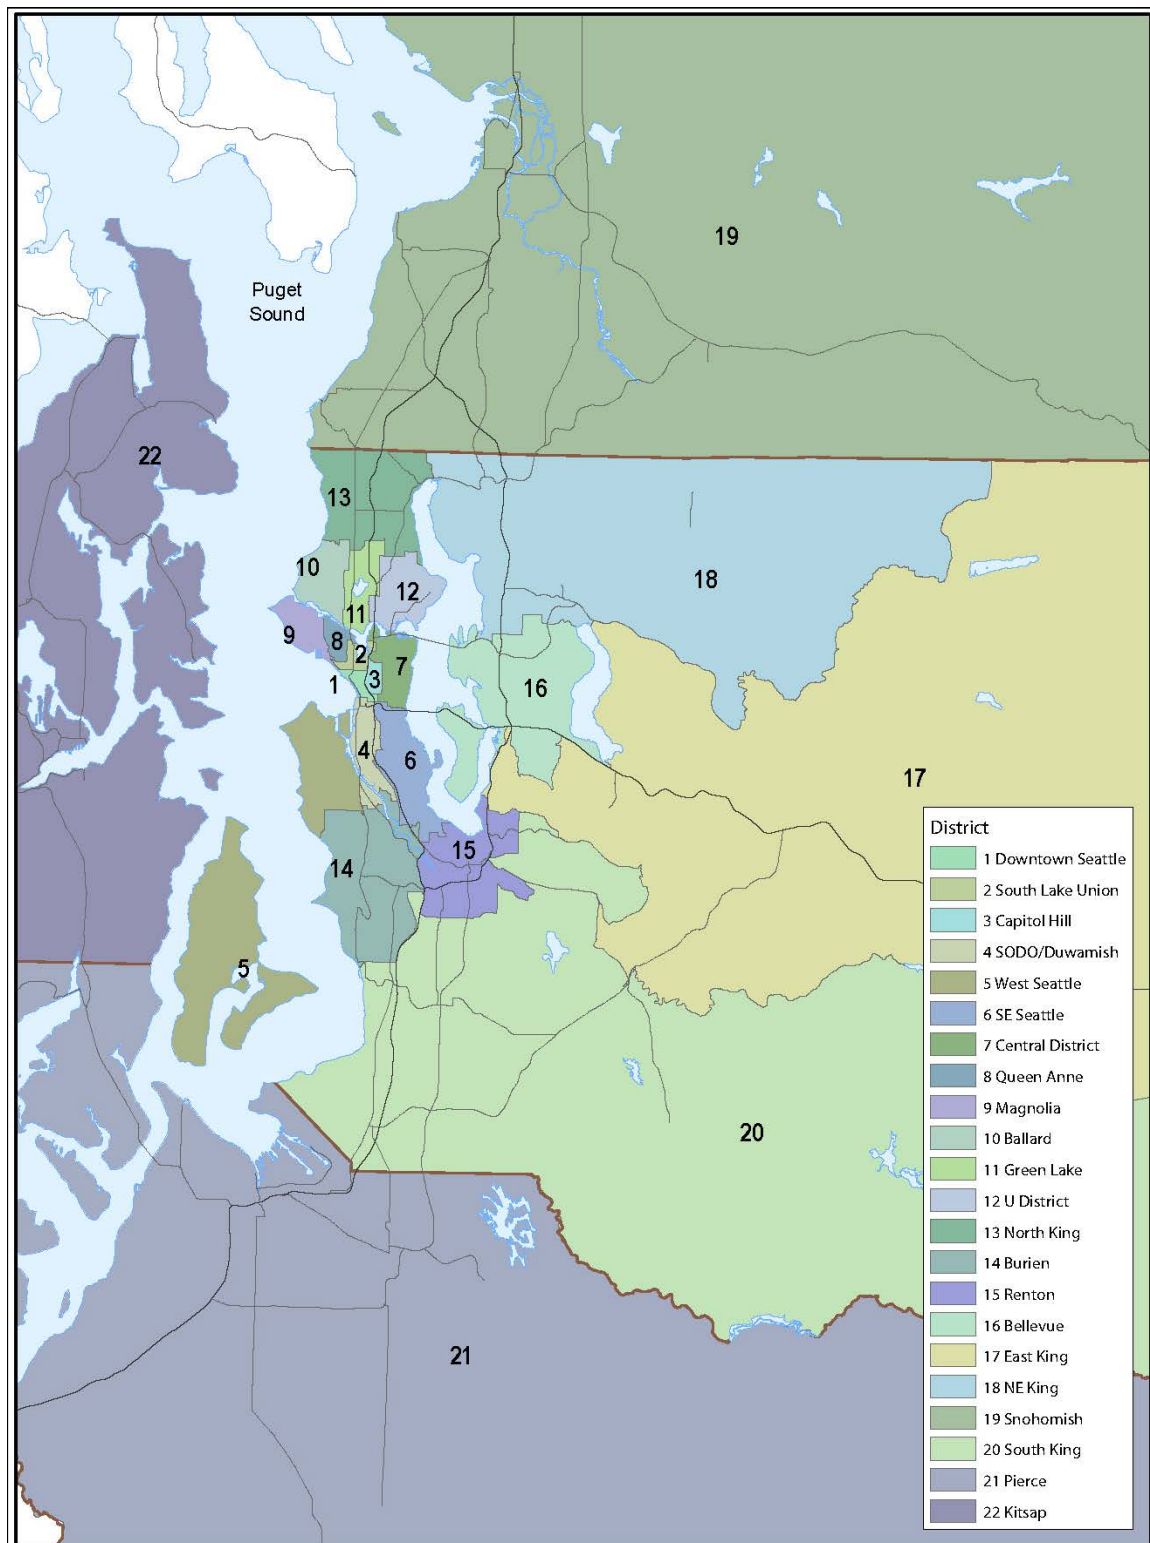 19
Puget
Sound
22
13
10
12
18
11
9
8
2
7
3
1
16
4
6
17
15
14
5
20
21
District
1 Downtown Seattle
2 South Lake Union
3 Capitol Hill
4 SODO/Duwamish
5 West Seattle
6 SE Seattle
7 Central District
8 Queen Anne
9 Magnolia
10 Ballard
11 Green Lake
12 U District
13 North King
14 Burien
15 Renton
16 Bellevue
17 East King
18 NE King
19 Snohomish
20 South King
21 Pierce
22 Kitsap